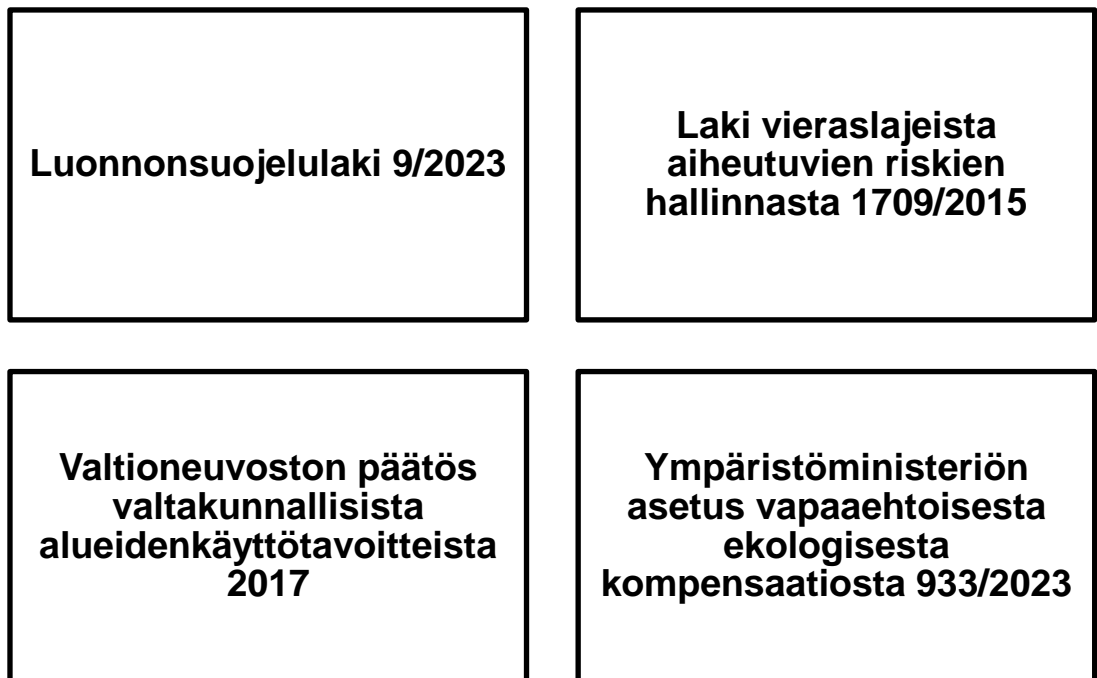 Luonnonsuojelulaki 9/2023
Laki vieraslajeista
aiheutuvien riskien
hallinnasta 1709/2015
Valtioneuvoston päätös
valtakunnallisista
alueidenkäyttötavoitteista
2017
Ympäristöministeriön
asetus vapaaehtoisesta
ekologisesta
kompensaatiosta 933/2023